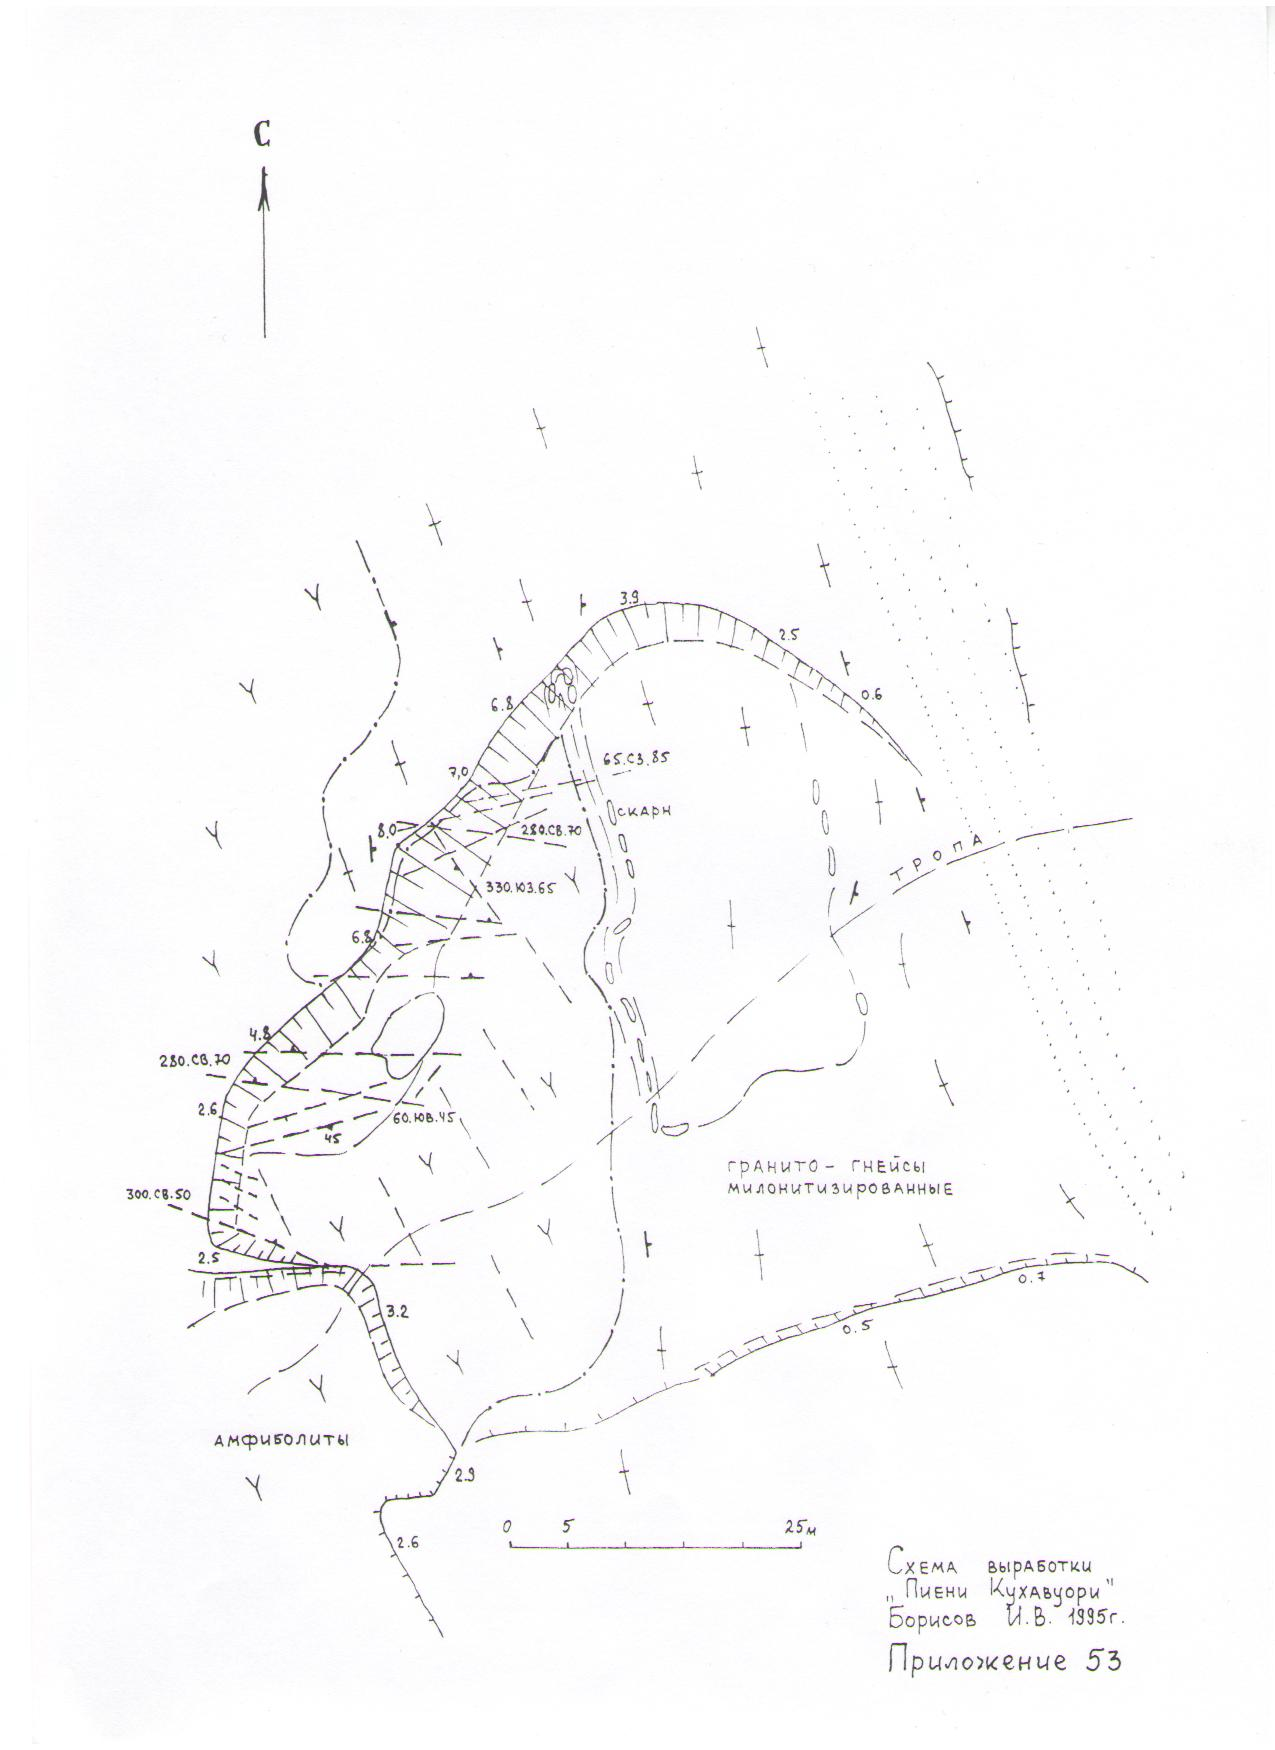 С
3.9
2.5
0.6
6.8
7,0
65.СЗ.85
СКАРН
8,0
280.СВ.70
ТРОПА
330.ЮЗ.65
6.8
4.8
280.СВ.70
2.6
60.ЮВ.45
45
300.СВ.50
ГРАНИТО - ГНЕЙСЫ
МИЛОНИТИЗИРОВАННЫЕ
2.5
3.2
0.7
0.5
АМФИБОЛИТЫ
2.9
2.6
0 5 25м
Схема выработки
„Пиени Кухавуори"
Борисов И.В. 1995г.
Приложение 53